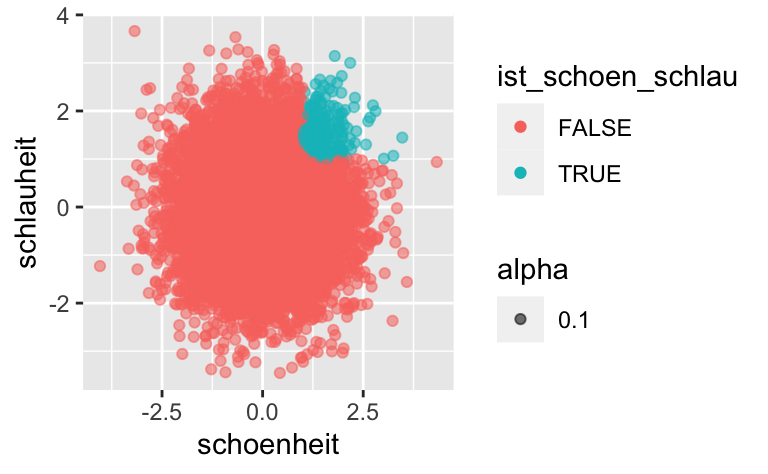 4
2
0
-2
schlauheit
-2.5 0.0 2.5
schoenheit
ist_schoen_schlau
FALSE
TRUE
alpha
0.1